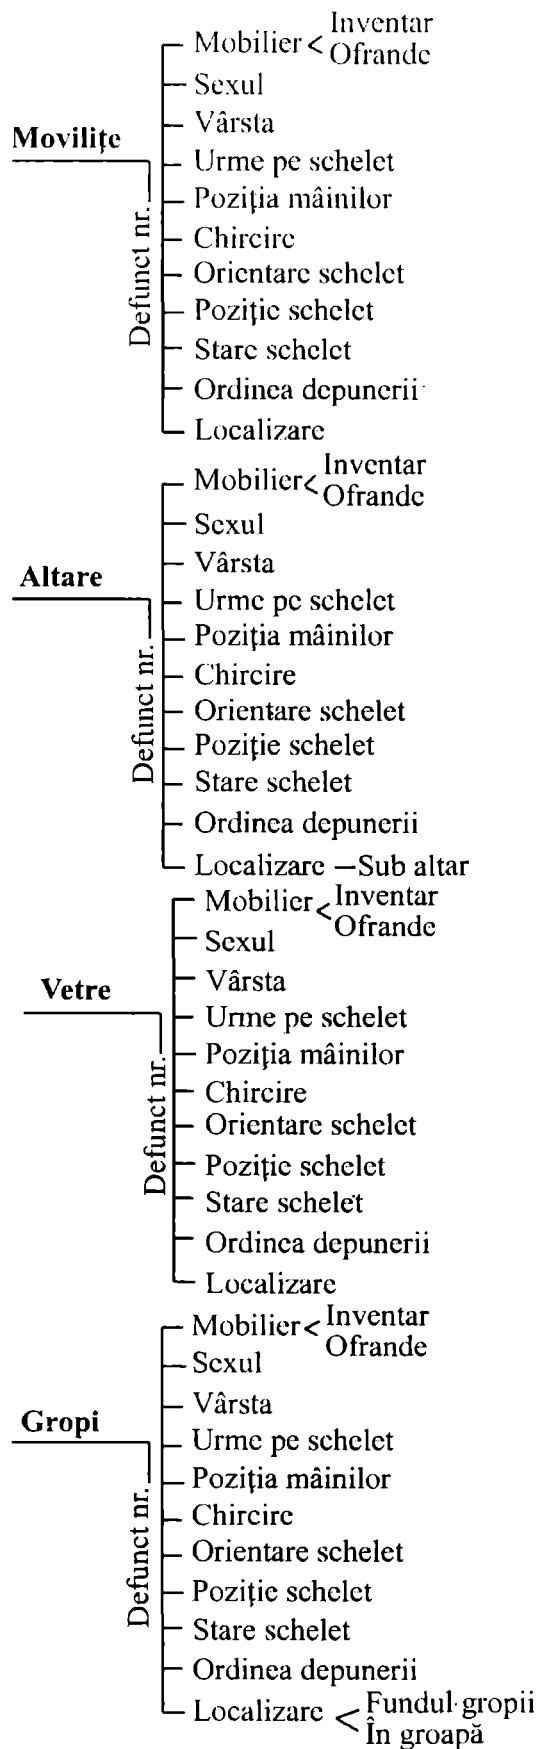 Mobilier < Inventar
Ofrande
Sexul
Vârsta
Movilițe
Urme pe schelet
Poziția mâinilor
Defunct nr.
Chircire
Orientare schelet
Poziție schelet
Stare schelet
Ordinea depunerii
Localizare
Mobilier < Inventar
Ofrande
Sexul
Vârsta
Altare
Urme pe schelet
Poziția mâinilor
Defunct nr.
Chircire
Orientare schelet
Poziție schelet
Stare schelet
Ordinea depunerii
Localizare – Sub altar
Mobilier < Inventar
Ofrande
Sexul
Vârsta
Vetre
Urme pe schelet
Poziția mâinilor
Defunct nr.
Chircire
Orientare schelet
Poziție schelet
Stare schelet
Ordinea depunerii
Localizare
Mobilier < Inventar
Ofrande
Sexul
Vârsta
Gropi
Urme pe schelet
Poziția mâinilor
Defunct nr.
Chircire
Orientare schelet
Poziție schelet
Stare schelet
Ordinea depunerii
Localizare < Fundul gropii
În groapă